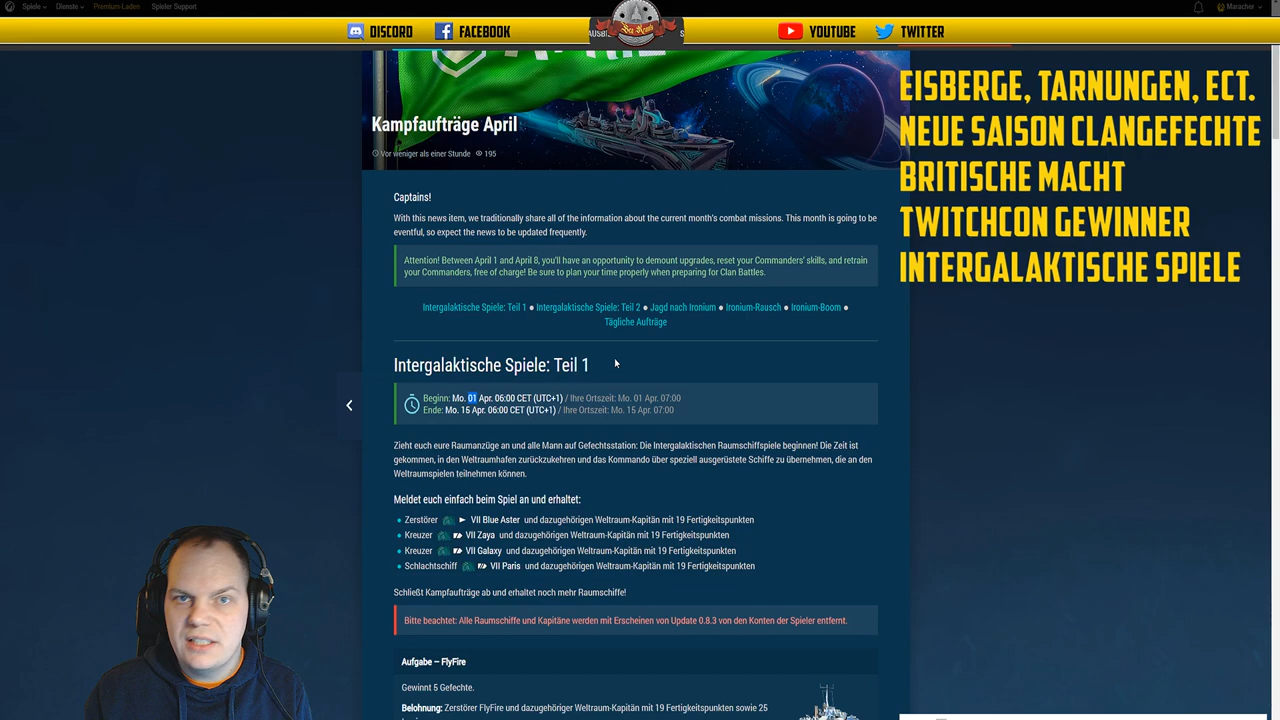 Spiele Dienste Premium-Laden Spieler Support Maracher
DISCORD FACEBOOK Sea Rents YOUTUBE TWITTER
APRIL
Kampfaufträge April
Vor weniger als einer Stunde 195
EISBERGE, TARNUNGEN, ECT.
NEUE SAISON CLANGEFECHTE
BRITISCHE MACHT
TWITCHCON GEWINNER
INTERGALAKTISCHE SPIELE
Captains!
With this news item, we traditionally share all of the information about the current month's combat missions. This month is going to be
eventful, so expect the news to be updated frequently.
Attention! Between April 1 and April 8, you'll have an opportunity to demount upgrades, reset your Commanders' skills, and retrain
your Commanders, free of charge! Be sure to plan your time properly when preparing for Clan Battles.
Intergalaktische Spiele: Teil 1 ● Intergalaktische Spiele: Teil 2 ● Jagd nach Ironium ● Ironium-Rausch ● Ironium-Boom ●
Tägliche Aufträge
Intergalaktische Spiele: Teil 1
Beginn: Mo. 01 Apr. 06:00 CET (UTC+1) / Ihre Ortszeit: Mo. 01 Apr. 07:00
Ende: Mo. 15 Apr. 06:00 CET (UTC+1) / Ihre Ortszeit: Mo. 15 Apr. 07:00
Zieht euch eure Raumanzüge an und alle Mann auf Gefechtsstation: Die Intergalaktischen Raumschiffspiele beginnen! Die Zeit ist
gekommen, in den Weltraumhafen zurückzukehren und das Kommando über speziell ausgerüstete Schiffe zu übernehmen, die an den
Weltraumspielen teilnehmen können.
Meldet euch einfach beim Spiel an und erhaltet:
• Zerstörer VII Blue Aster und dazugehörigen Weltraum-Kapitän mit 19 Fertigkeitspunkten
• Kreuzer VII Zaya und dazugehörigen Weltraum-Kapitän mit 19 Fertigkeitspunkten
• Kreuzer VII Galaxy und dazugehörigen Weltraum-Kapitän mit 19 Fertigkeitspunkten
• Schlachtschiff VII Paris und dazugehörigen Weltraum-Kapitän mit 19 Fertigkeitspunkten
Schließt Kampfaufträge ab und erhaltet noch mehr Raumschiffe!
Bitte beachtet: Alle Raumschiffe und Kapitäne werden mit Erscheinen von Update 0.8.3 von den Konten der Spieler entfernt.
Aufgabe – FlyFire
Gewinnt 5 Gefechte.
Belohnung: Zerstörer FlyFire und dazugehöriger Weltraum-Kapitän mit 19 Fertigkeitspunkten sowie 25